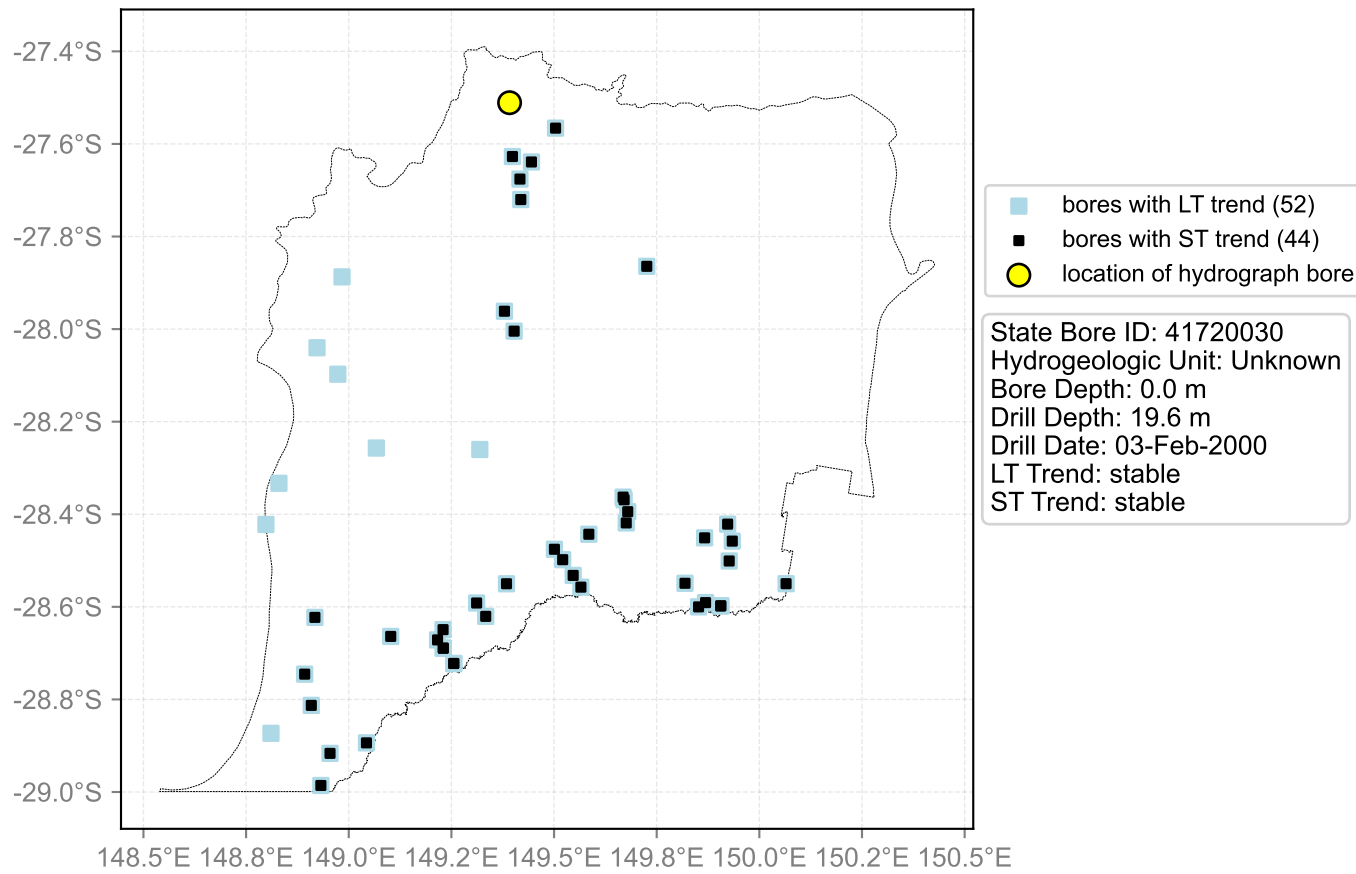 -27.4°S
-27.6°S
-27.8°S
-28.0°S
-28.2°S
-28.4°S
-28.6°S
-28.8°S
-29.0°S
148.5°E 148.8°E 149.0°E 149.2°E 149.5°E 149.8°E 150.0°E 150.2°E 150.5°E
bores with LT trend (52)
bores with ST trend (44)
location of hydrograph bore
State Bore ID: 41720030
Hydrogeologic Unit: Unknown
Bore Depth: 0.0 m
Drill Depth: 19.6 m
Drill Date: 03-Feb-2000
LT Trend: stable
ST Trend: stable